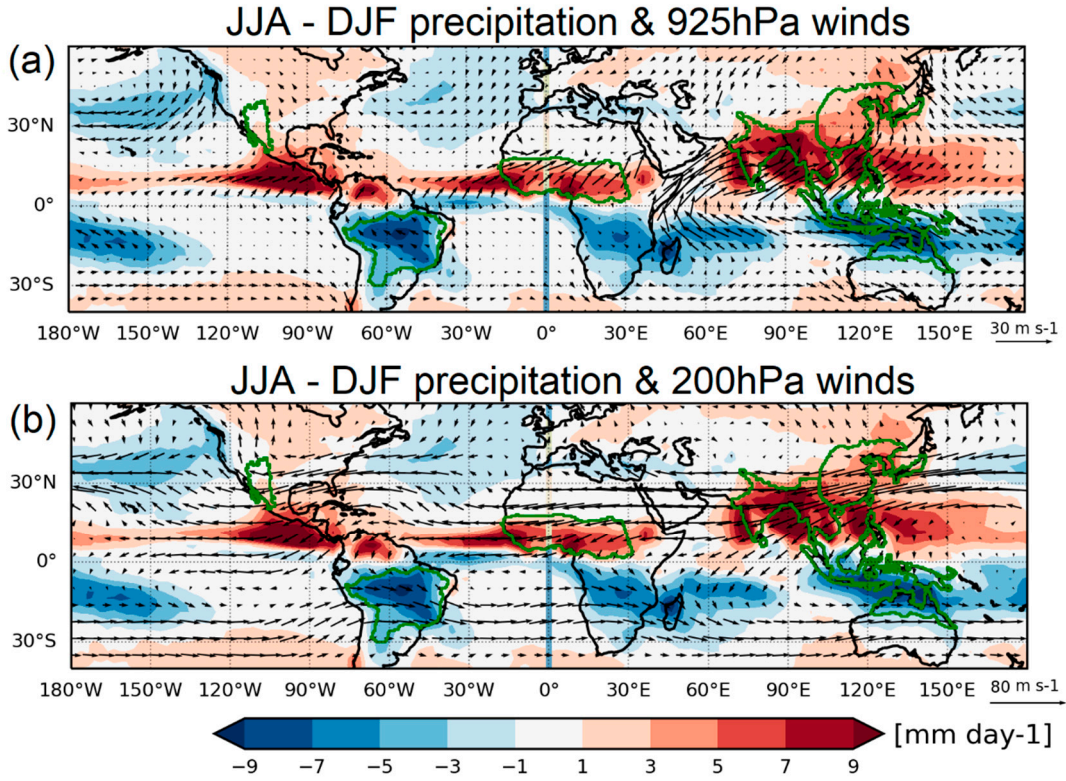 JJA - DJF precipitation & 925hPa winds
(a)
30°N
0°
30°S
180°W 150°W 120°W 90°W 60°W 30°W 0° 30°E 60°E 90°E 120°E 150°E
30 m s-1
JJA - DJF precipitation & 200hPa winds
(b)
30°N
0°
30°S
180°W 150°W 120°W 90°W 60°W 30°W 0° 30°E 60°E 90°E 120°E 150°E
80 m s-1
[mm day-1]
−9 −7 −5 −3 −1 1 3 5 7 9